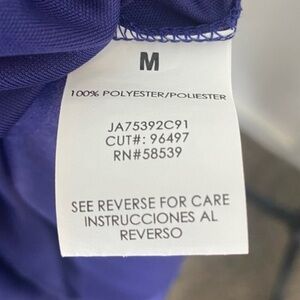 M
100% POLYESTER/POLIESTER
JA75392C91
CUT#: 96497
RN#58539
SEE REVERSE FOR CARE
INSTRUCCIONES AL
REVERSO